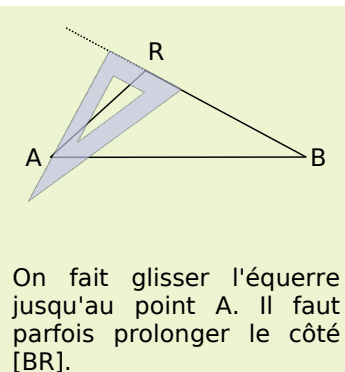 R
A
B
On fait glisser l'équerre
jusqu'au point A. Il faut
parfois prolonger le côté
[BR].